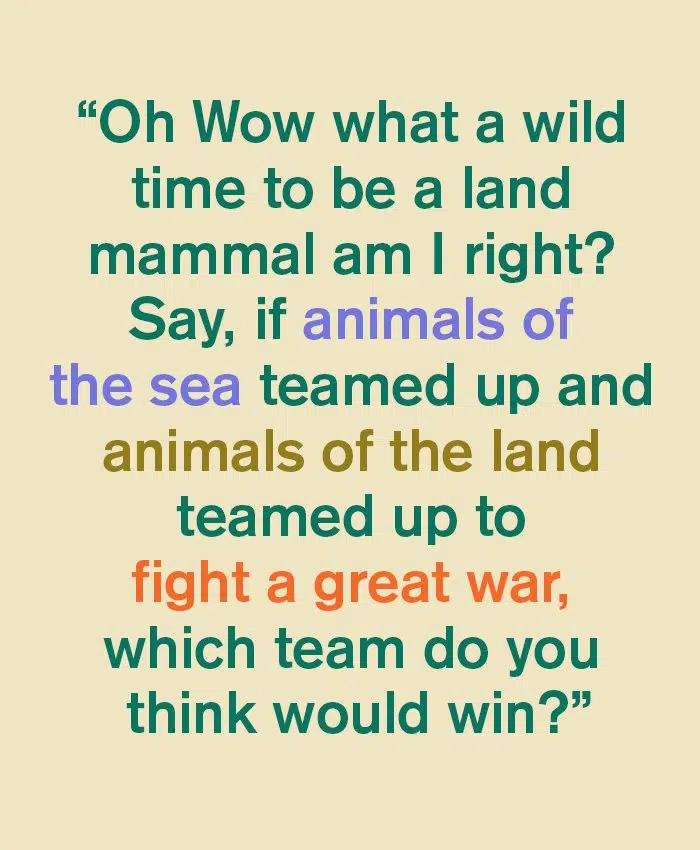 “Oh Wow what a wild
time to be a land
mammal am I right?
Say, if animals of
the sea teamed up and
animals of the land
teamed up to
fight a great war,
which team do you
think would win?”